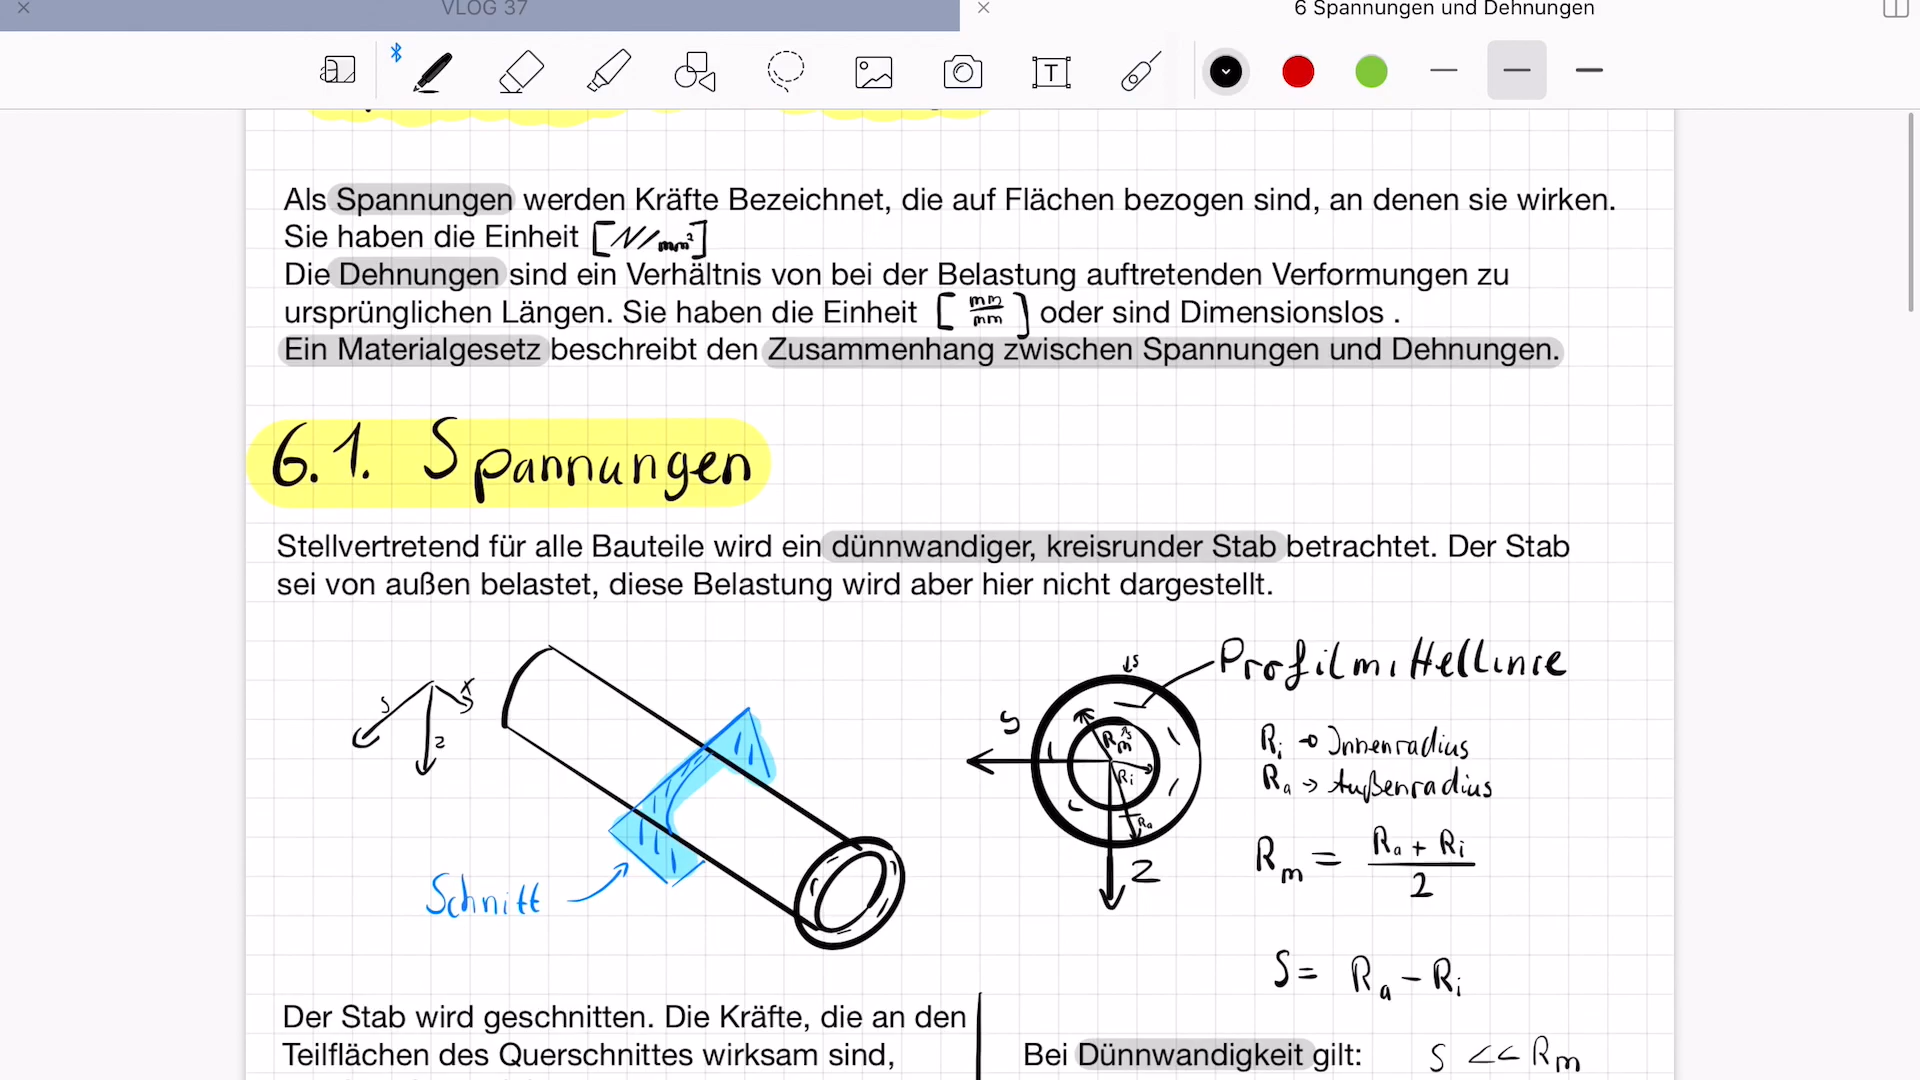 VLOG 37
6 Spannungen und Dehnungen
Als Spannungen werden Kräfte Bezeichnet, die auf Flächen bezogen sind, an denen sie wirken.
Sie haben die Einheit [N/mm²]
Die Dehnungen sind ein Verhältnis von bei der Belastung auftretenden Verformungen zu
ursprünglichen Längen. Sie haben die Einheit [mm/mm] oder sind Dimensionslos .
Ein Materialgesetz beschreibt den Zusammenhang zwischen Spannungen und Dehnungen.
6.1. Spannungen
Stellvertretend für alle Bauteile wird ein dünnwandiger, kreisrunder Stab betrachtet. Der Stab
sei von außen belastet, diese Belastung wird aber hier nicht dargestellt.
x
z
Schnitt
s
Profilmittellinie
Rm
Ri
Ra
z
Ri → Innenradius
Ra → Außenradius
Rm = (Ra + Ri)/2
s = Ra - Ri
Der Stab wird geschnitten. Die Kräfte, die an den
Teilflächen des Querschnittes wirksam sind,
Bei Dünnwandigkeit gilt: s << Rm